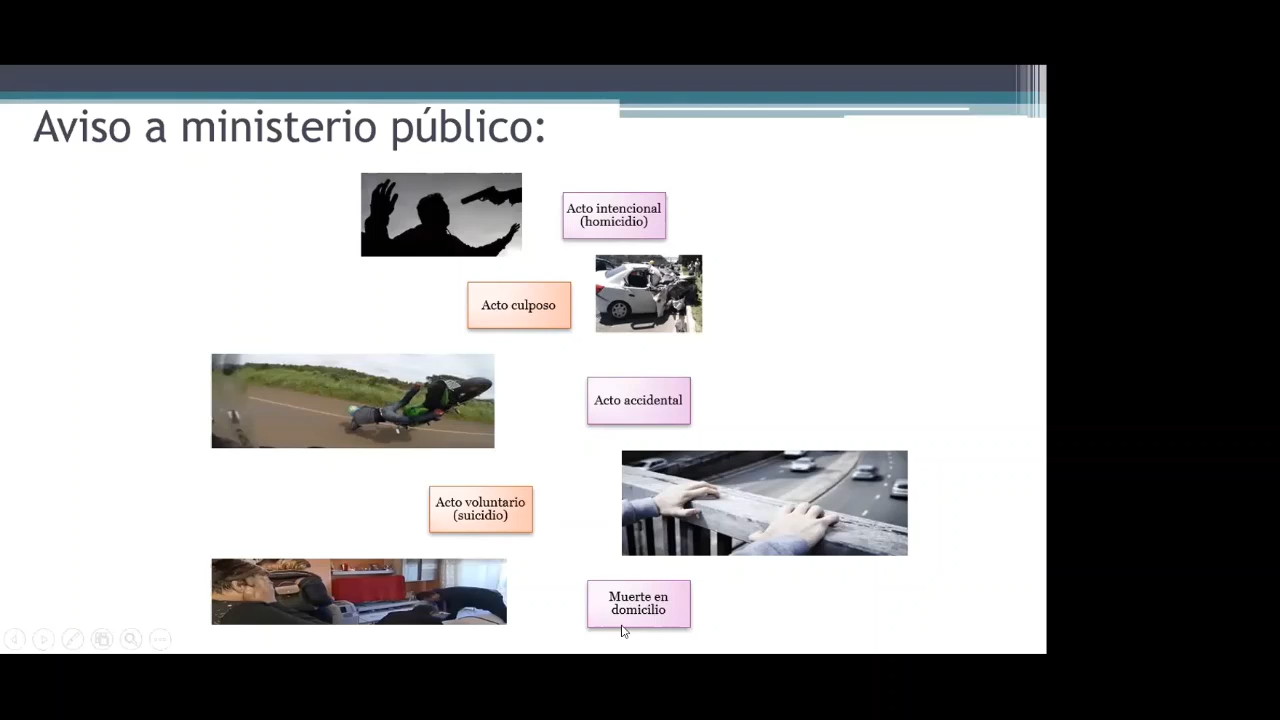 Aviso a ministerio público:
Acto intencional
(homicidio)
Acto culposo
Acto accidental
Acto voluntario
(suicidio)
Muerte en
domicilio